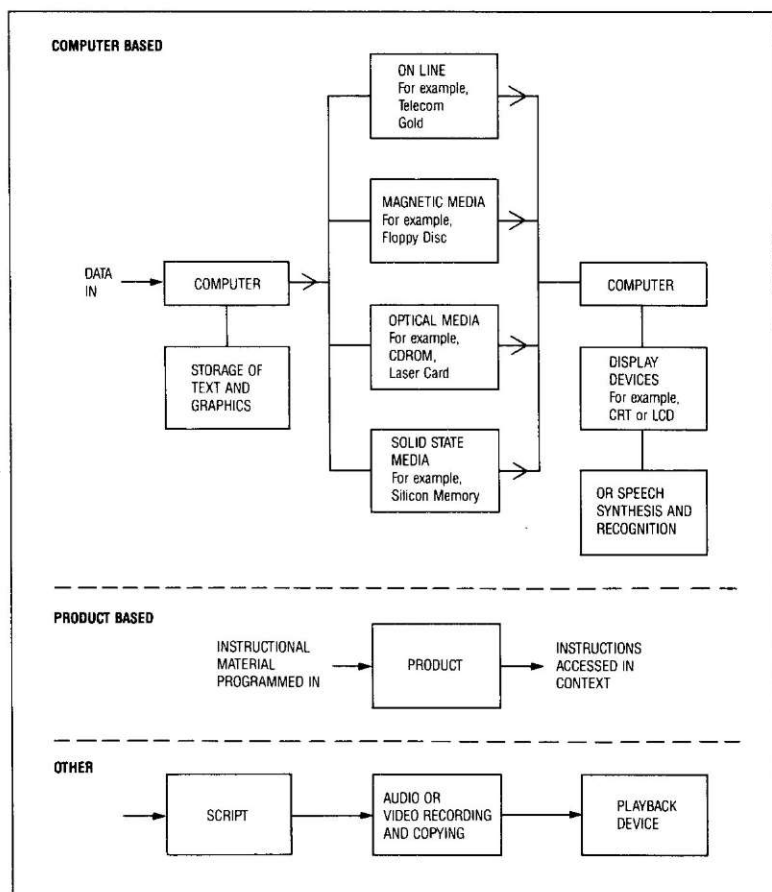 COMPUTER BASED
ON LINE
For example,
Telecom
Gold
MAGNETIC MEDIA
For example,
Floppy Disc
DATA
IN
COMPUTER
STORAGE OF
TEXT AND
GRAPHICS
OPTICAL MEDIA
For example,
CDROM,
Laser Card
SOLID STATE
MEDIA
For example,
Silicon Memory
COMPUTER
DISPLAY
DEVICES
For example,
CRT or LCD
OR SPEECH
SYNTHESIS AND
RECOGNITION
PRODUCT BASED
INSTRUCTIONAL
MATERIAL
PROGRAMMED IN
PRODUCT
INSTRUCTIONS
ACCESSED IN
CONTEXT
OTHER
SCRIPT
AUDIO OR
VIDEO RECORDING
AND COPYING
PLAYBACK
DEVICE